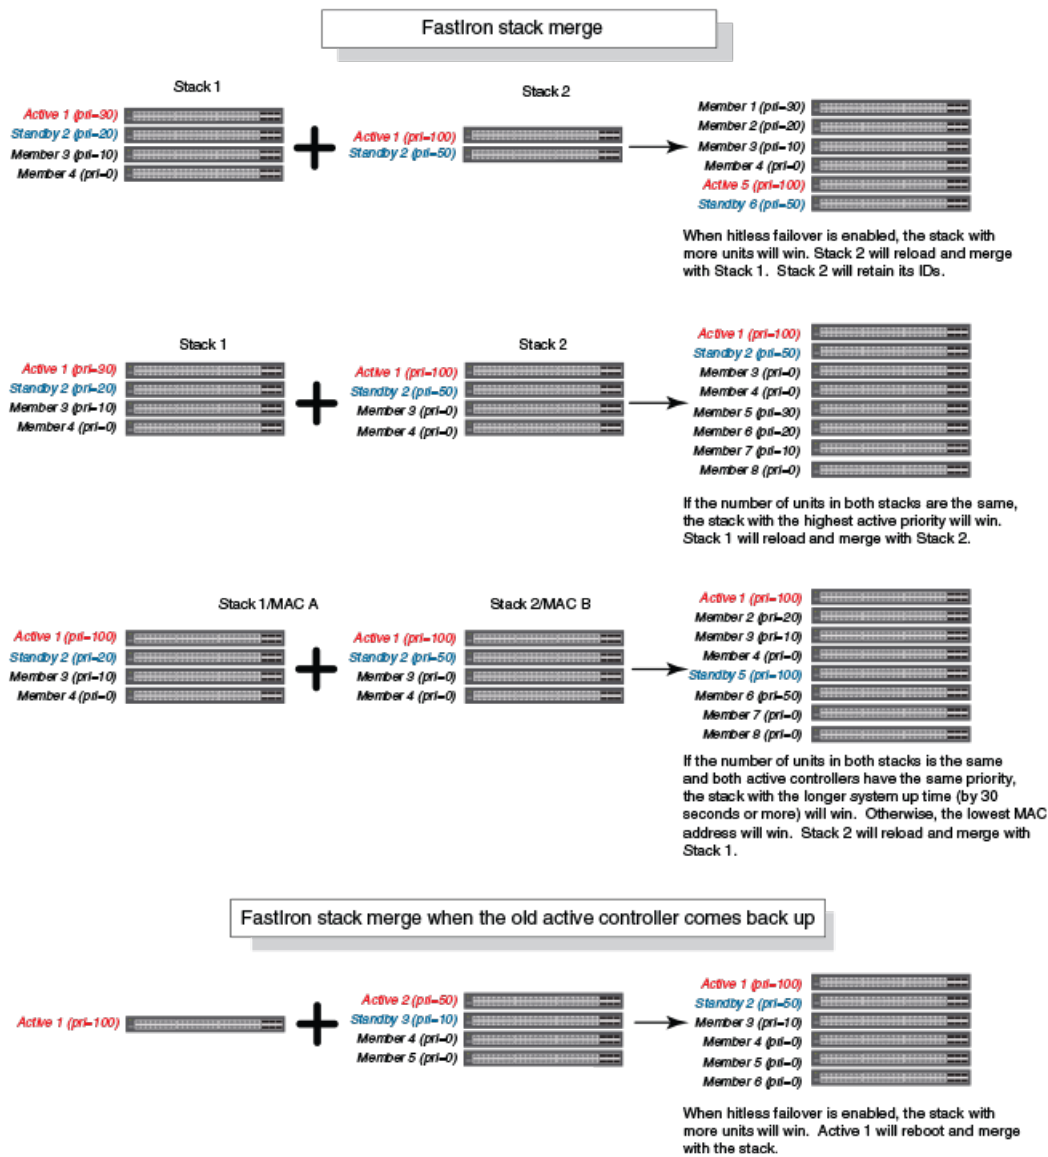 FastIron stack merge
Stack 1
Active 1 (pri=30)
Standby 2 (pri=20)
Member 3 (pri=10)
Member 4 (pri=0)
Stack 2
Active 1 (pri=100)
Standby 2 (pri=50)
Member 1 (pri=30)
Member 2 (pri=20)
Member 3 (pri=10)
Member 4 (pri=0)
Active 5 (pri=100)
Standby 6 (pri=50)
When hitless failover is enabled, the stack with
more units will win. Stack 2 will reload and merge
with Stack 1.  Stack 2 will retain its IDs.
Stack 1
Active 1 (pri=30)
Standby 2 (pri=20)
Member 3 (pri=10)
Member 4 (pri=0)
Stack 2
Active 1 (pri=100)
Standby 2 (pri=50)
Member 3 (pri=0)
Member 4 (pri=0)
Active 1 (pri=100)
Standby 2 (pri=50)
Member 3 (pri=0)
Member 4 (pri=0)
Member 5 (pri=30)
Member 6 (pri=20)
Member 7 (pri=10)
Member 8 (pri=0)
If the number of units in both stacks are the same,
the stack with the highest active priority will win.
Stack 1 will reload and merge with Stack 2.
Stack 1/MAC A
Active 1 (pri=100)
Standby 2 (pri=20)
Member 3 (pri=10)
Member 4 (pri=0)
Stack 2/MAC B
Active 1 (pri=100)
Standby 2 (pri=50)
Member 3 (pri=0)
Member 4 (pri=0)
Active 1 (pri=100)
Member 2 (pri=20)
Member 3 (pri=10)
Member 4 (pri=0)
Standby 5 (pri=100)
Member 6 (pri=50)
Member 7 (pri=0)
Member 8 (pri=0)
If the number of units in both stacks is the same
and both active controllers have the same priority,
the stack with the longer system up time (by 30
seconds or more) will win.  Otherwise, the lowest MAC
address will win.  Stack 2 will reload and merge with
Stack 1.
FastIron stack merge when the old active controller comes back up
Active 1 (pri=100)
Active 2 (pri=50)
Standby 3 (pri=10)
Member 4 (pri=0)
Member 5 (pri=0)
Active 1 (pri=100)
Standby 2 (pri=50)
Member 3 (pri=10)
Member 4 (pri=0)
Member 5 (pri=0)
Member 6 (pri=0)
When hitless failover is enabled, the stack with
more units will win.  Active 1 will reboot and merge
with the stack.